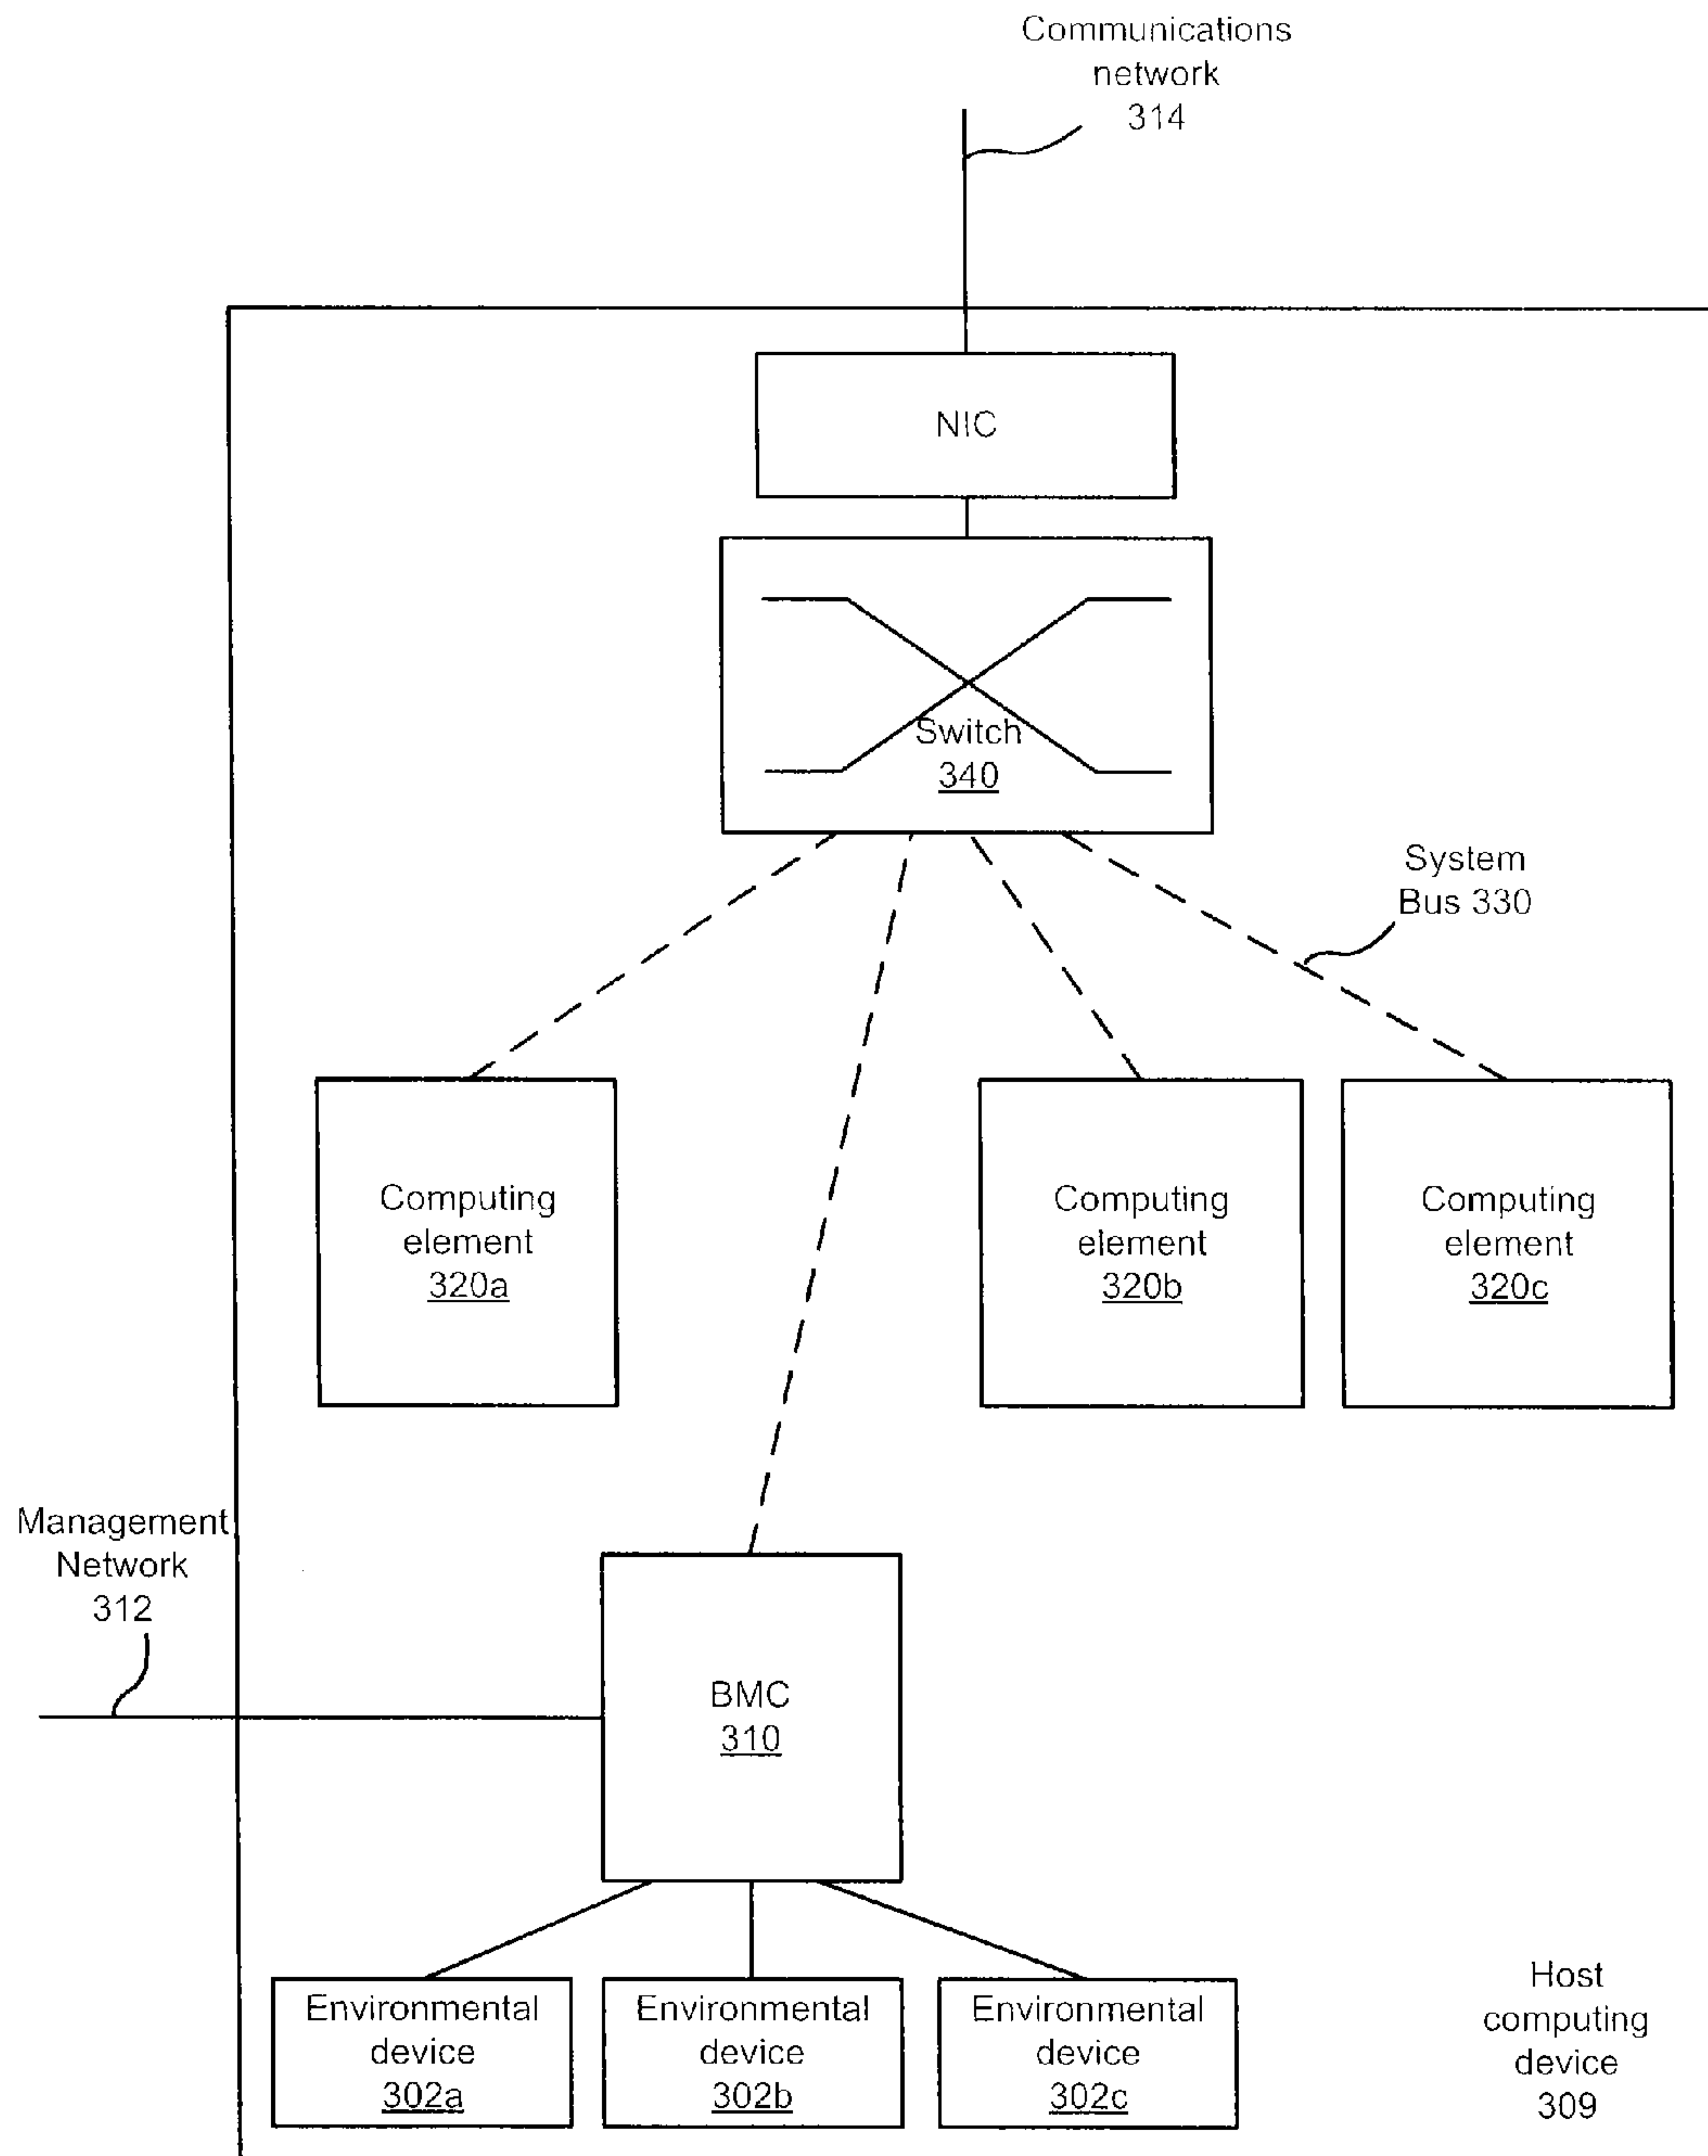 Communications
network
314
NIC
Switch
340
System
Bus 330
Computing
element
320a
Computing
element
320b
Computing
element
320c
Management
Network
312
BMC
310
Environmental
device
302a
Environmental
device
302b
Environmental
device
302c
Host
computing
device
309